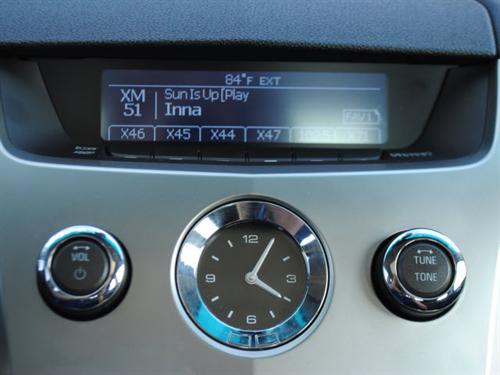 84°F EXT
XM Sun Is Up[Play
51 Inna
FAV1
X46 X45 X44 X47
VOL
TUNE
TONE
12
9 3
6